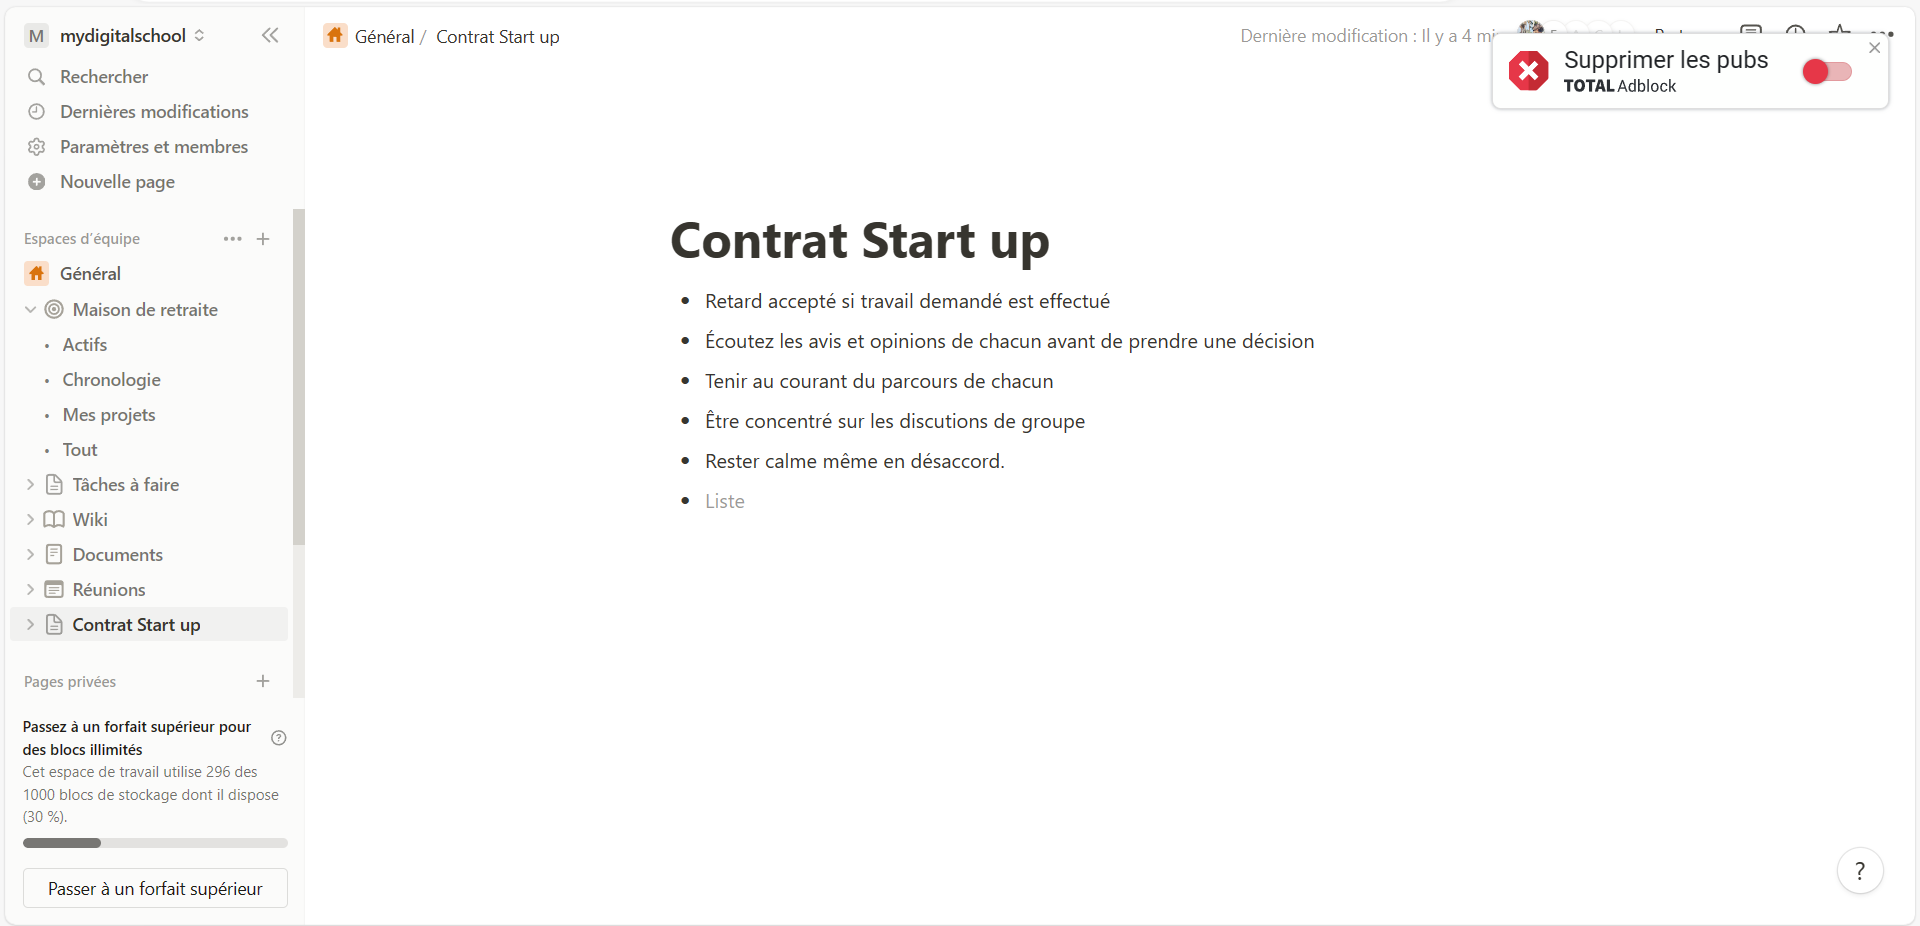 M mydigitalschool
Rechercher
Dernières modifications
Paramètres et membres
Nouvelle page
Espaces d'équipe
Général
Maison de retraite
Actifs
Chronologie
Mes projets
Tout
Tâches à faire
Wiki
Documents
Réunions
Contrat Start up
Pages privées
Passez à un forfait supérieur pour
des blocs illimités
Cet espace de travail utilise 296 des
1000 blocs de stockage dont il dispose
(30 %).
Passer à un forfait supérieur
Général / Contrat Start up
Dernière modification : Il y a 4
Supprimer les pubs
TOTAL Adblock
Contrat Start up
Retard accepté si travail demandé est effectué
Écoutez les avis et opinions de chacun avant de prendre une décision
Tenir au courant du parcours de chacun
Être concentré sur les discutions de groupe
Rester calme même en désaccord.
Liste
?